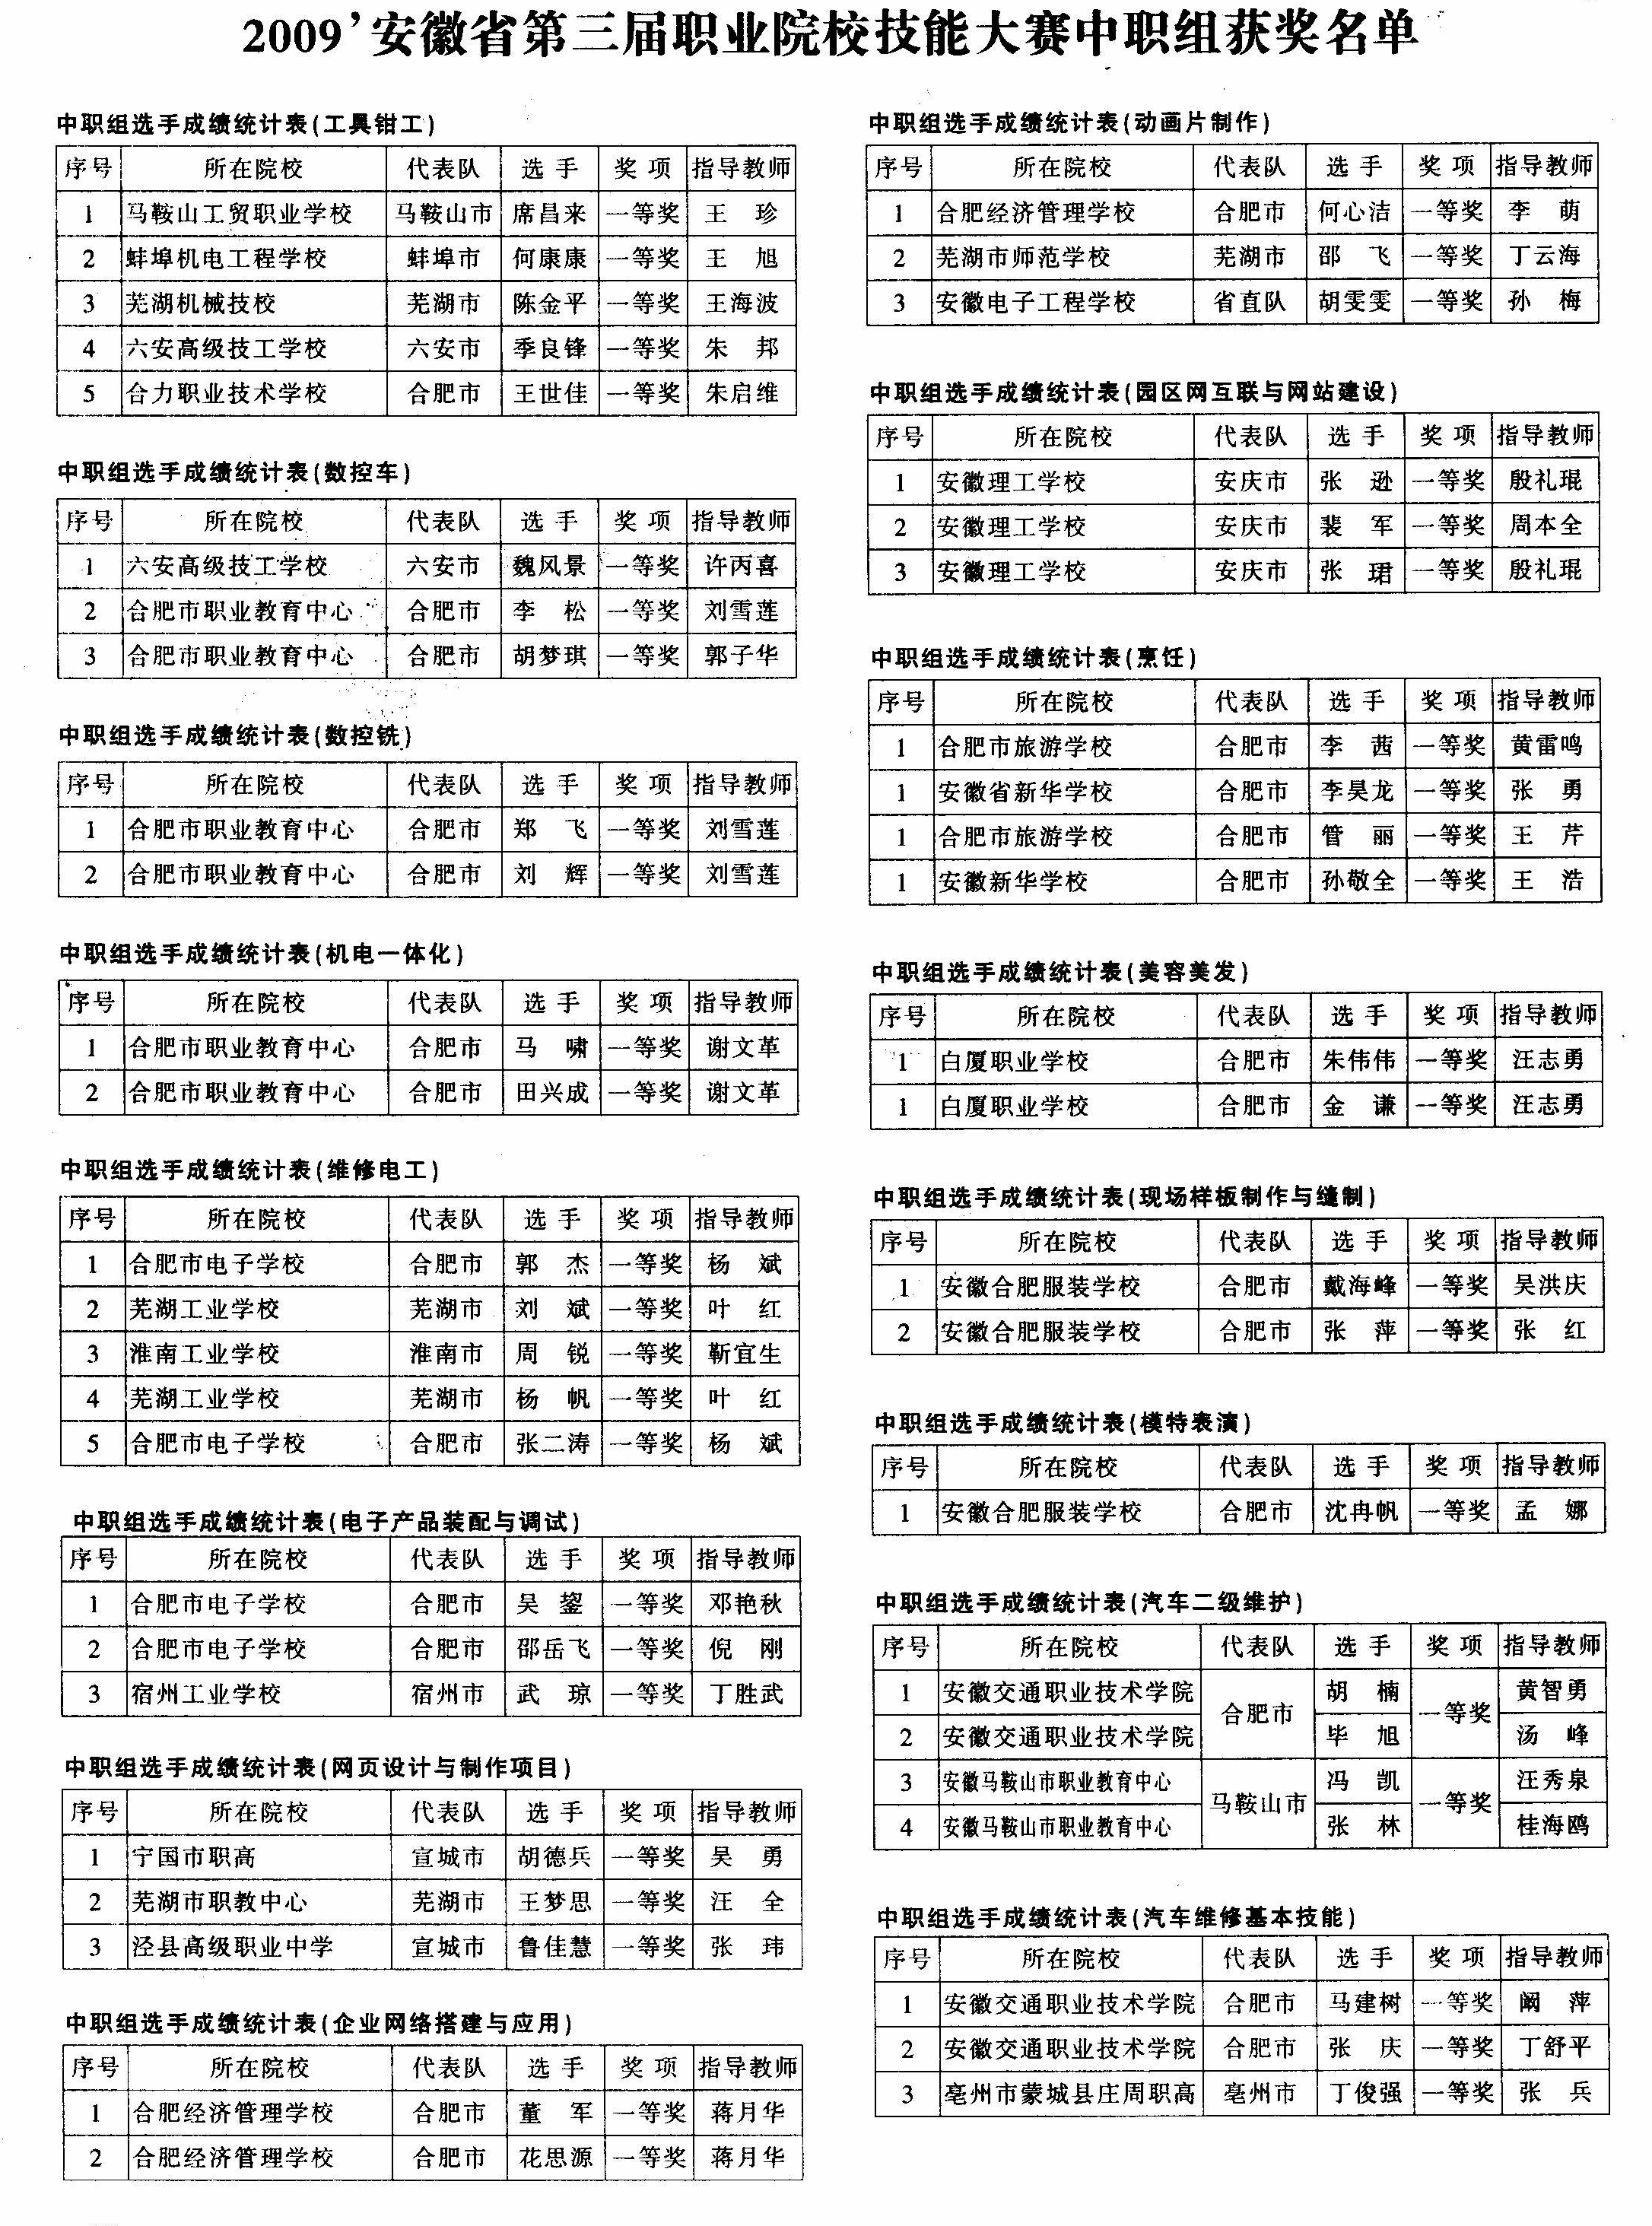 2009’安徽省第三届职业院校技能大赛中职组获奖名单
中职组选手成绩统计表(工具钳工)
序号 所在院校 代表队 选 手 奖 项 指导教师
1 马鞍山工贸职业学校 马鞍山市 席昌来 一等奖 王 珍
2 蚌埠机电工程学校 蚌埠市 何康康 一等奖 王 旭
3 芜湖机械技校 芜湖市 陈金平 一等奖 王海波
4 六安高级技工学校 六安市 季良锋 一等奖 朱 邦
5 合力职业技术学校 合肥市 王世佳 一等奖 朱启维
中职组选手成绩统计表(数控车)
序号 所在院校 代表队 选 手 奖 项 指导教师
1 六安高级技工学校 六安市 魏风景 一等奖 许丙喜
2 合肥市职业教育中心 合肥市 李 松 一等奖 刘雪莲
3 合肥市职业教育中心 合肥市 胡梦琪 一等奖 郭子华
中职组选手成绩统计表(数控铣)
序号 所在院校 代表队 选 手 奖 项 指导教师
1 合肥市职业教育中心 合肥市 郑 飞 一等奖 刘雪莲
2 合肥市职业教育中心 合肥市 刘 辉 一等奖 刘雪莲
中职组选手成绩统计表(机电一体化)
序号 所在院校 代表队 选 手 奖 项 指导教师
1 合肥市职业教育中心 合肥市 马 啸 一等奖 谢文革
2 合肥市职业教育中心 合肥市 田兴成 一等奖 谢文革
中职组选手成绩统计表(维修电工)
序号 所在院校 代表队 选 手 奖 项 指导教师
1 合肥市电子学校 合肥市 郭 杰 一等奖 杨 斌
2 芜湖工业学校 芜湖市 刘 斌 一等奖 叶 红
3 淮南工业学校 淮南市 周 锐 一等奖 靳宜生
4 芜湖工业学校 芜湖市 杨 帆 一等奖 叶 红
5 合肥市电子学校 合肥市 张二涛 一等奖 杨 斌
中职组选手成绩统计表(电子产品装配与调试)
序号 所在院校 代表队 选 手 奖 项 指导教师
1 合肥市电子学校 合肥市 吴 鋆 一等奖 邓艳秋
2 合肥市电子学校 合肥市 邵岳飞 一等奖 倪 刚
3 宿州工业学校 宿州市 武 琼 一等奖 丁胜武
中职组选手成绩统计表(网页设计与制作项目)
序号 所在院校 代表队 选 手 奖 项 指导教师
1 宁国市职高 宣城市 胡德兵 一等奖 吴 勇
2 芜湖市职教中心 芜湖市 王梦思 一等奖 汪 全
3 泾县高级职业中学 宣城市 鲁佳慧 一等奖 张 玮
中职组选手成绩统计表(企业网络搭建与应用)
序号 所在院校 代表队 选 手 奖 项 指导教师
1 合肥经济管理学校 合肥市 董 军 一等奖 蒋月华
2 合肥经济管理学校 合肥市 花思源 一等奖 蒋月华
中职组选手成绩统计表(动画片制作)
序号 所在院校 代表队 选 手 奖 项 指导教师
1 合肥经济管理学校 合肥市 何心洁 一等奖 李 萌
2 芜湖市师范学校 芜湖市 邵 飞 一等奖 丁云海
3 安徽电子工程学校 省直队 胡雯雯 一等奖 孙 梅
中职组选手成绩统计表(园区网互联与网站建设)
序号 所在院校 代表队 选 手 奖 项 指导教师
1 安徽理工学校 安庆市 张 逊 一等奖 殷礼琨
2 安徽理工学校 安庆市 裴 军 一等奖 周本全
3 安徽理工学校 安庆市 张 珺 一等奖 殷礼琨
中职组选手成绩统计表(烹饪)
序号 所在院校 代表队 选 手 奖 项 指导教师
1 合肥市旅游学校 合肥市 李 茜 一等奖 黄雷鸣
1 安徽省新华学校 合肥市 李昊龙 一等奖 张 勇
1 合肥市旅游学校 合肥市 管 丽 一等奖 王 芹
1 安徽新华学校 合肥市 孙敬全 一等奖 王 浩
中职组选手成绩统计表(美容美发)
序号 所在院校 代表队 选 手 奖 项 指导教师
1 白厦职业学校 合肥市 朱伟伟 一等奖 汪志勇
1 白厦职业学校 合肥市 金 谦 一等奖 汪志勇
中职组选手成绩统计表(现场样板制作与缝制)
序号 所在院校 代表队 选 手 奖 项 指导教师
1 安徽合肥服装学校 合肥市 戴海峰 一等奖 吴洪庆
2 安徽合肥服装学校 合肥市 张 萍 一等奖 张 红
中职组选手成绩统计表(模特表演)
序号 所在院校 代表队 选 手 奖 项 指导教师
1 安徽合肥服装学校 合肥市 沈冉帆 一等奖 孟 娜
中职组选手成绩统计表(汽车二级维护)
序号 所在院校 代表队 选 手 奖 项 指导教师
1 安徽交通职业技术学院 合肥市 胡 楠 一等奖 黄智勇
2 安徽交通职业技术学院 毕 旭 汤 峰
3 安徽马鞍山市职业教育中心 马鞍山市 冯 凯 一等奖 汪秀泉
4 安徽马鞍山市职业教育中心 张 林 桂海鸥
中职组选手成绩统计表(汽车维修基本技能)
序号 所在院校 代表队 选 手 奖 项 指导教师
1 安徽交通职业技术学院 合肥市 马建树 一等奖 阚 萍
2 安徽交通职业技术学院 合肥市 张 庆 一等奖 丁舒平
3 亳州市蒙城县庄周职高 亳州市 丁俊强 一等奖 张 兵